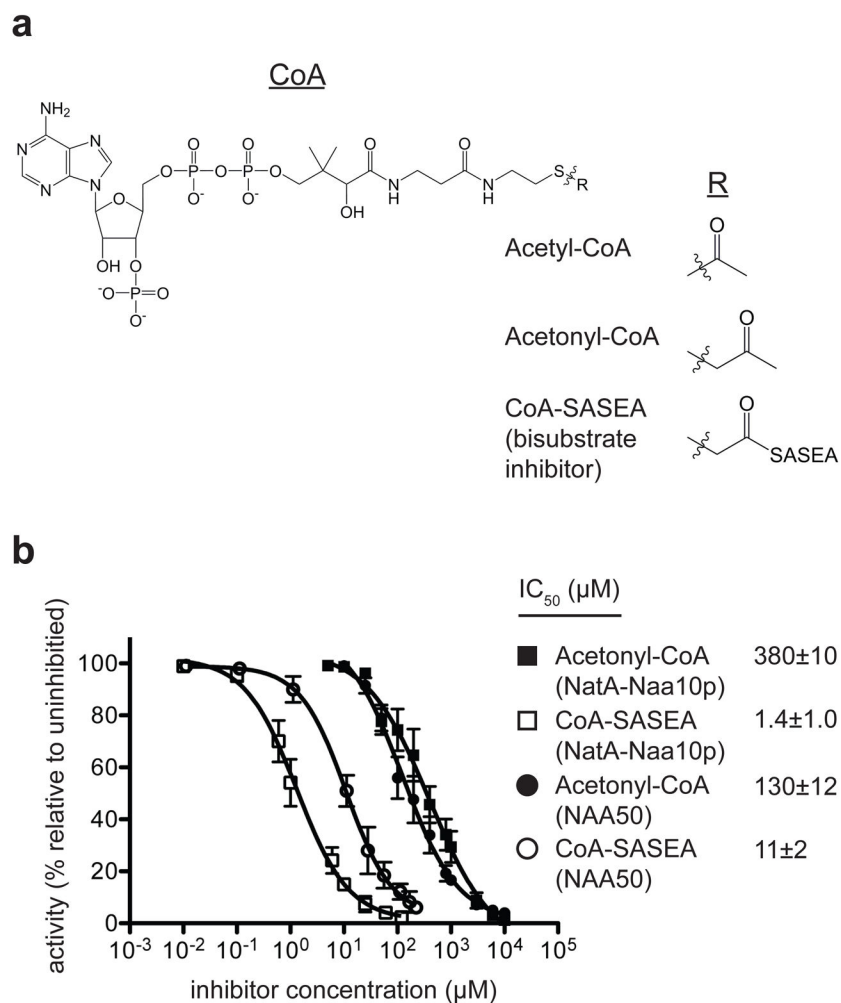 a
CoA
NH2
N
N
N
N
O
OH
O
O
P
O-
O
O
P
O-
O
OH
O
N
H
O
N
H
S
R
O
-O
P
O
O-
R
Acetyl-CoA
O
Acetonyl-CoA
O
CoA-SASEA
(bisubstrate
inhibitor)
O
SASEA
b
activity (% relative to uninhibitied)
100
80
60
40
20
0
10-3 10-2 10-1 100 101 102 103 104 105
inhibitor concentration (µM)
IC50 (µM)
Acetonyl-CoA 380±10
(NatA-Naa10p)
CoA-SASEA 1.4±1.0
(NatA-Naa10p)
Acetonyl-CoA 130±12
(NAA50)
CoA-SASEA 11±2
(NAA50)